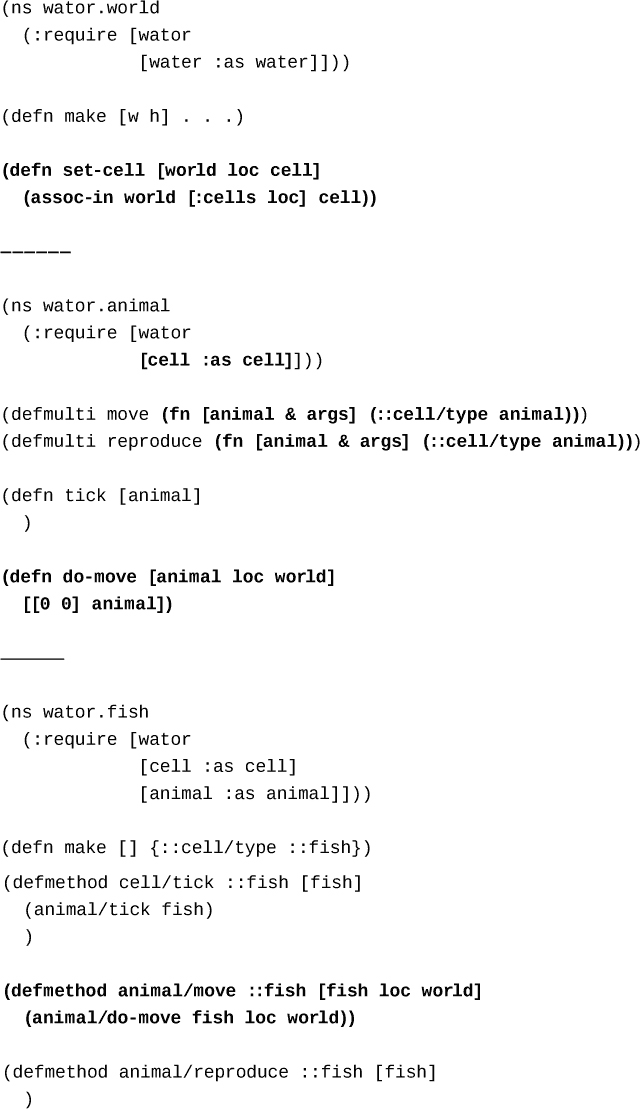 (ns wator.world
  (:require [wator
             [water :as water]]))

(defn make [w h] . . .)

(defn set-cell [world loc cell]
  (assoc-in world [:cells loc] cell))

——————

(ns wator.animal
  (:require [wator
             [cell :as cell]]))

(defmulti move (fn [animal & args] (::cell/type animal)))
(defmulti reproduce (fn [animal & args] (::cell/type animal)))

(defn tick [animal]
  )

(defn do-move [animal loc world]
  [[0 0] animal])

——————

(ns wator.fish
  (:require [wator
             [cell :as cell]
             [animal :as animal]]))

(defn make [] {::cell/type ::fish})
(defmethod cell/tick ::fish [fish]
  (animal/tick fish)
  )

(defmethod animal/move ::fish [fish loc world]
  (animal/do-move fish loc world))

(defmethod animal/reproduce ::fish [fish]
  )